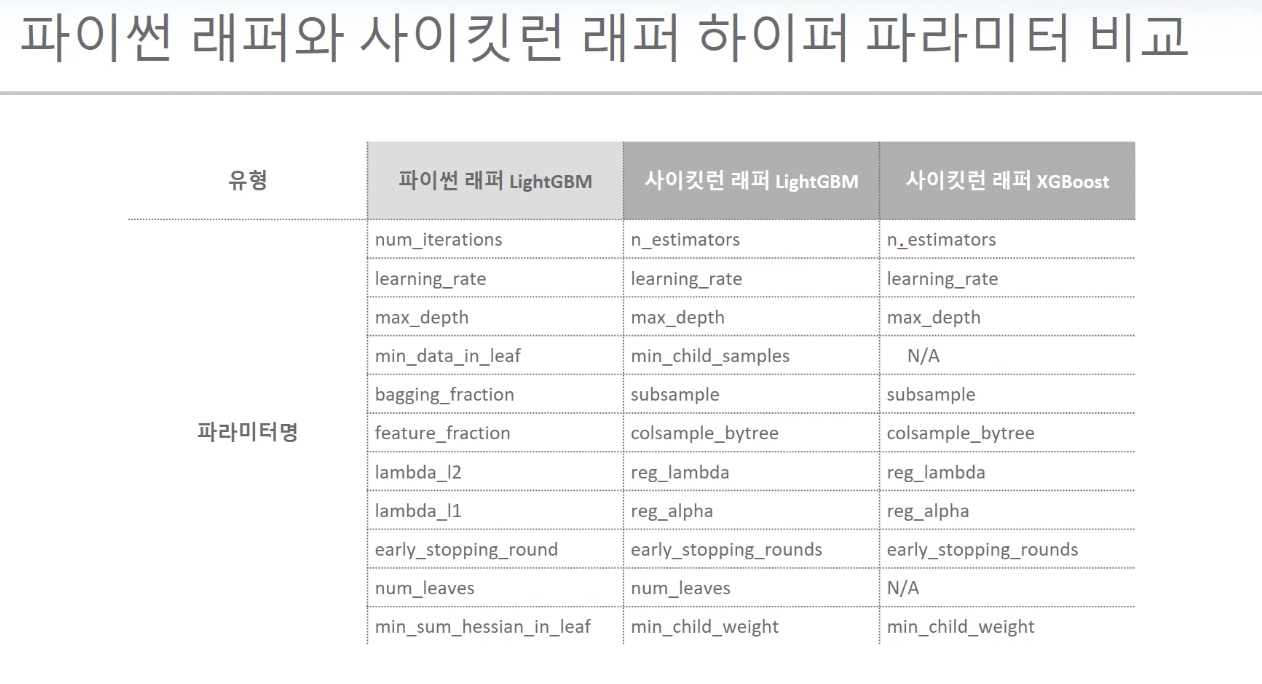 파이썬 래퍼와 사이킷런 래퍼 하이퍼 파라미터 비교
유형 파이썬 래퍼 LightGBM 사이킷런 래퍼 LightGBM 사이킷런 래퍼 XGBoost
파라미터명
num_iterations n_estimators n_estimators
learning_rate learning_rate learning_rate
max_depth max_depth max_depth
min_data_in_leaf min_child_samples N/A
bagging_fraction subsample subsample
feature_fraction colsample_bytree colsample_bytree
lambda_l2 reg_lambda reg_lambda
lambda_l1 reg_alpha reg_alpha
early_stopping_round early_stopping_rounds early_stopping_rounds
num_leaves num_leaves N/A
min_sum_hessian_in_leaf min_child_weight min_child_weight